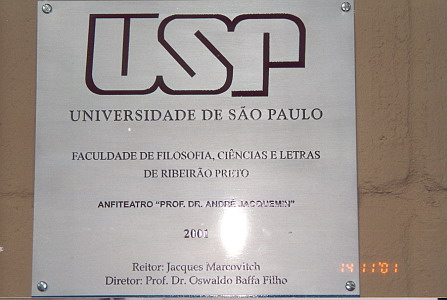 USP
UNIVERSIDADE DE SÃO PAULO
FACULDADE DE FILOSOFIA, CIÊNCIAS E LETRAS
DE RIBEIRÃO PRETO
ANFITEATRO "PROF. DR. ANDRÉ JACQUEMIN"
2001
Reitor: Jacques Marcovitch
Diretor: Prof. Dr. Oswaldo Baffa Filho
14 11'01